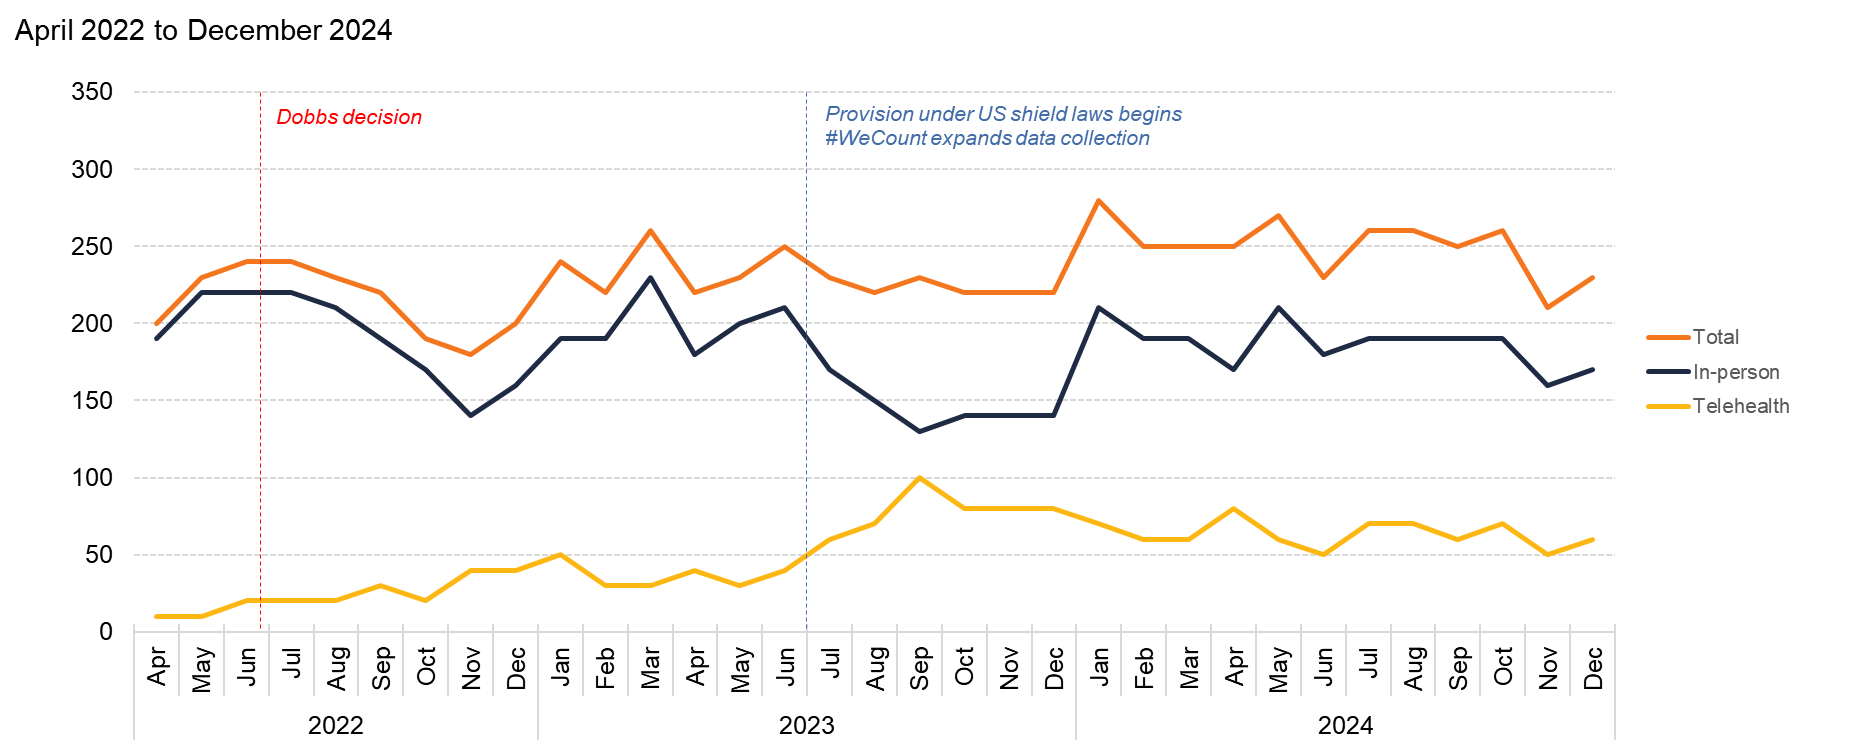 April 2022 to December 2024
350
Dobbs decision
Provision under US shield laws begins
#WeCount expands data collection
300
250
200
Total
150
In-person
Telehealth
100
50
0
Apr May Jun Jul Aug Sep Oct Nov Dec Jan Feb Mar Apr May Jun Jul Aug Sep Oct Nov Dec Jan Feb Mar Apr May Jun Jul Aug Sep Oct Nov Dec
2022 2023 2024